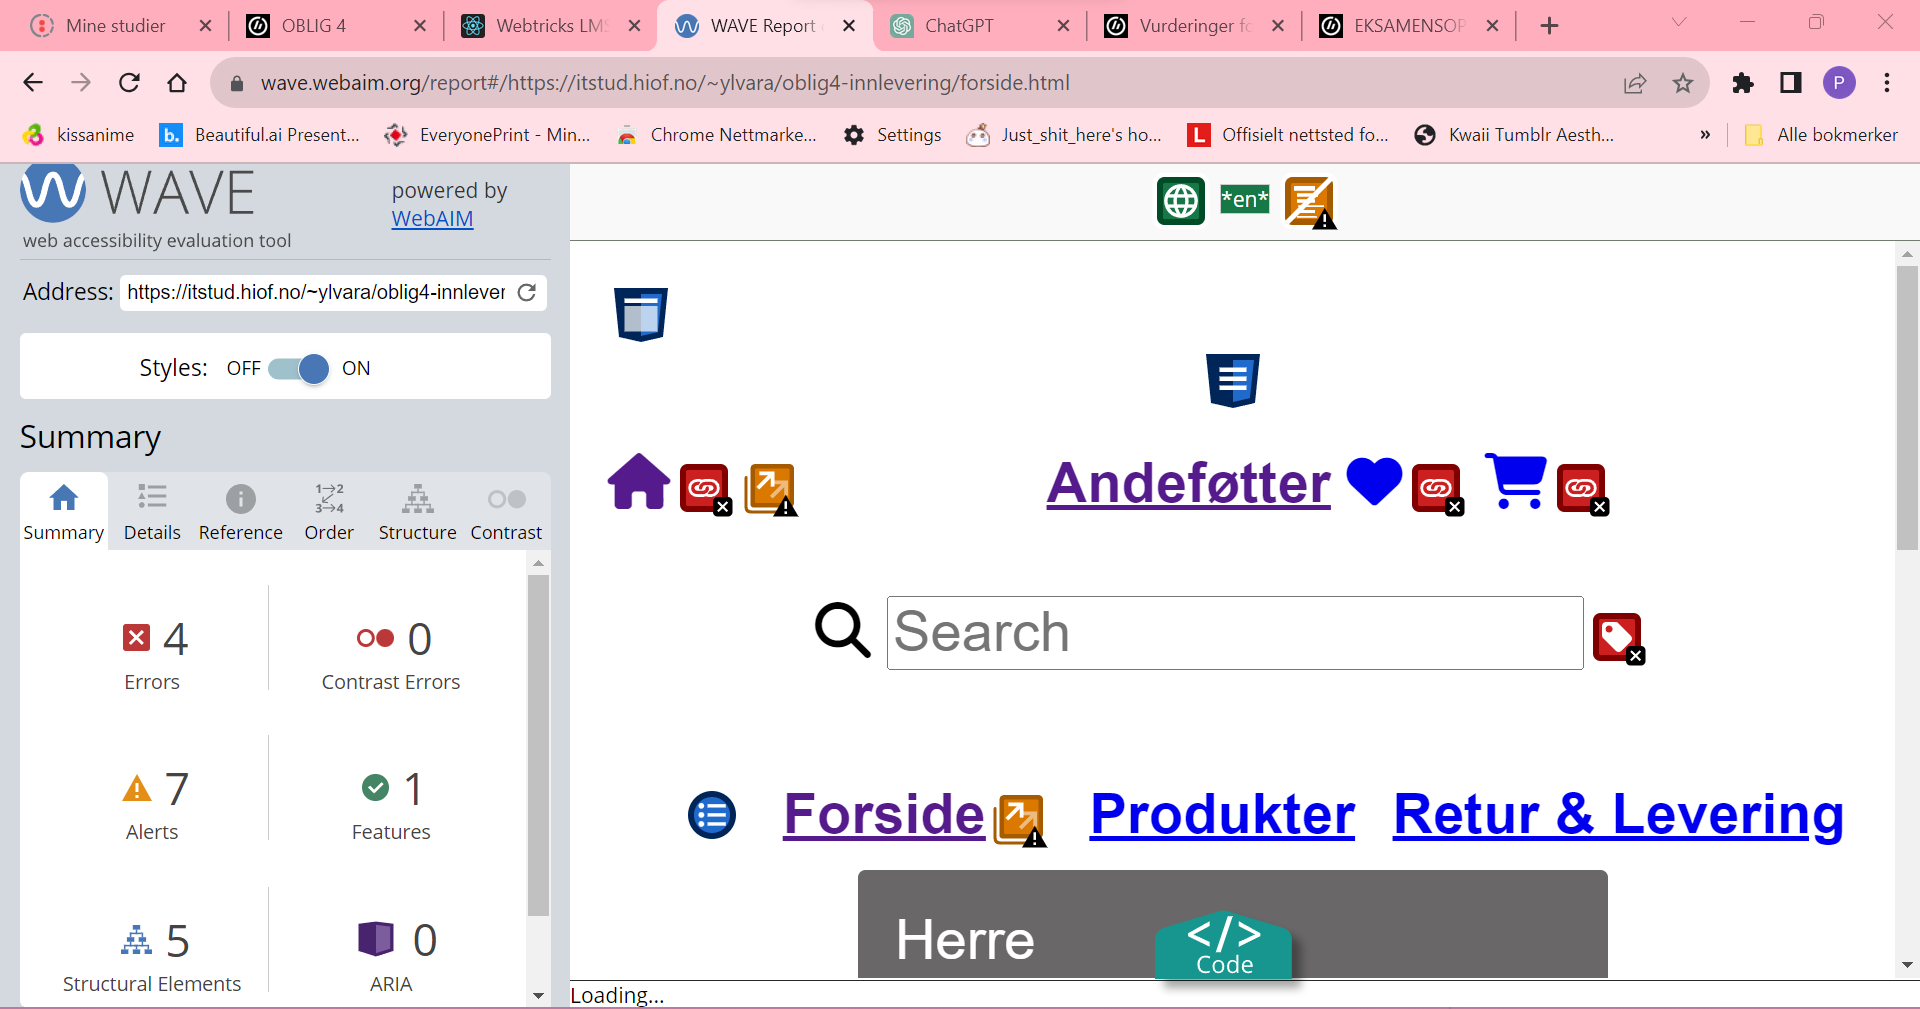 Mine studier
OBLIG 4
Webtricks LMS
WAVE Report
ChatGPT
Vurderinger fo
EKSAMENSOP
wave.webaim.org/report#/https://itstud.hiof.no/~ylvara/oblig4-innlevering/forside.html
P
kissanime
b. Beautiful.ai Present...
EveryonePrint - Min...
Chrome Nettmarke...
Settings
Just_shit_here's ho...
L Offisielt nettsted fo...
Kwaii Tumblr Aesth...
»
Alle bokmerker
WAVE
powered by
WebAIM
web accessibility evaluation tool
*en*
Address: https://itstud.hiof.no/~ylvara/oblig4-innlever
Styles: OFF ON
Summary
Summary
Details
Reference
Order
Structure
Contrast
4
Errors
0
Contrast Errors
7
Alerts
1
Features
5
Structural Elements
0
ARIA
Andeføtter
Search
Forside
Produkter
Retur & Levering
Herre
</>
Code
Loading...